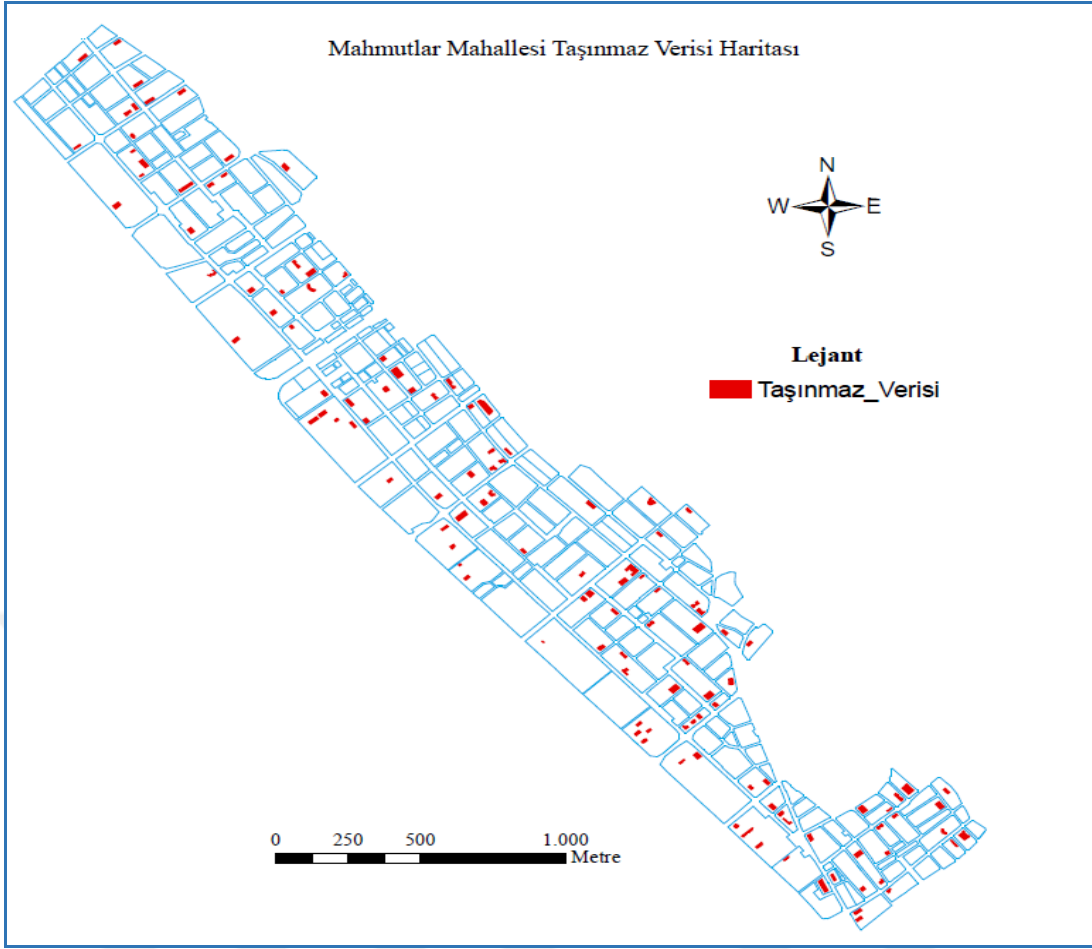 Mahmutlar Mahallesi Taşınmaz Verisi Haritası
N
W E
S
Lejant
Taşınmaz_Verisi
0 250 500 1.000
Metre